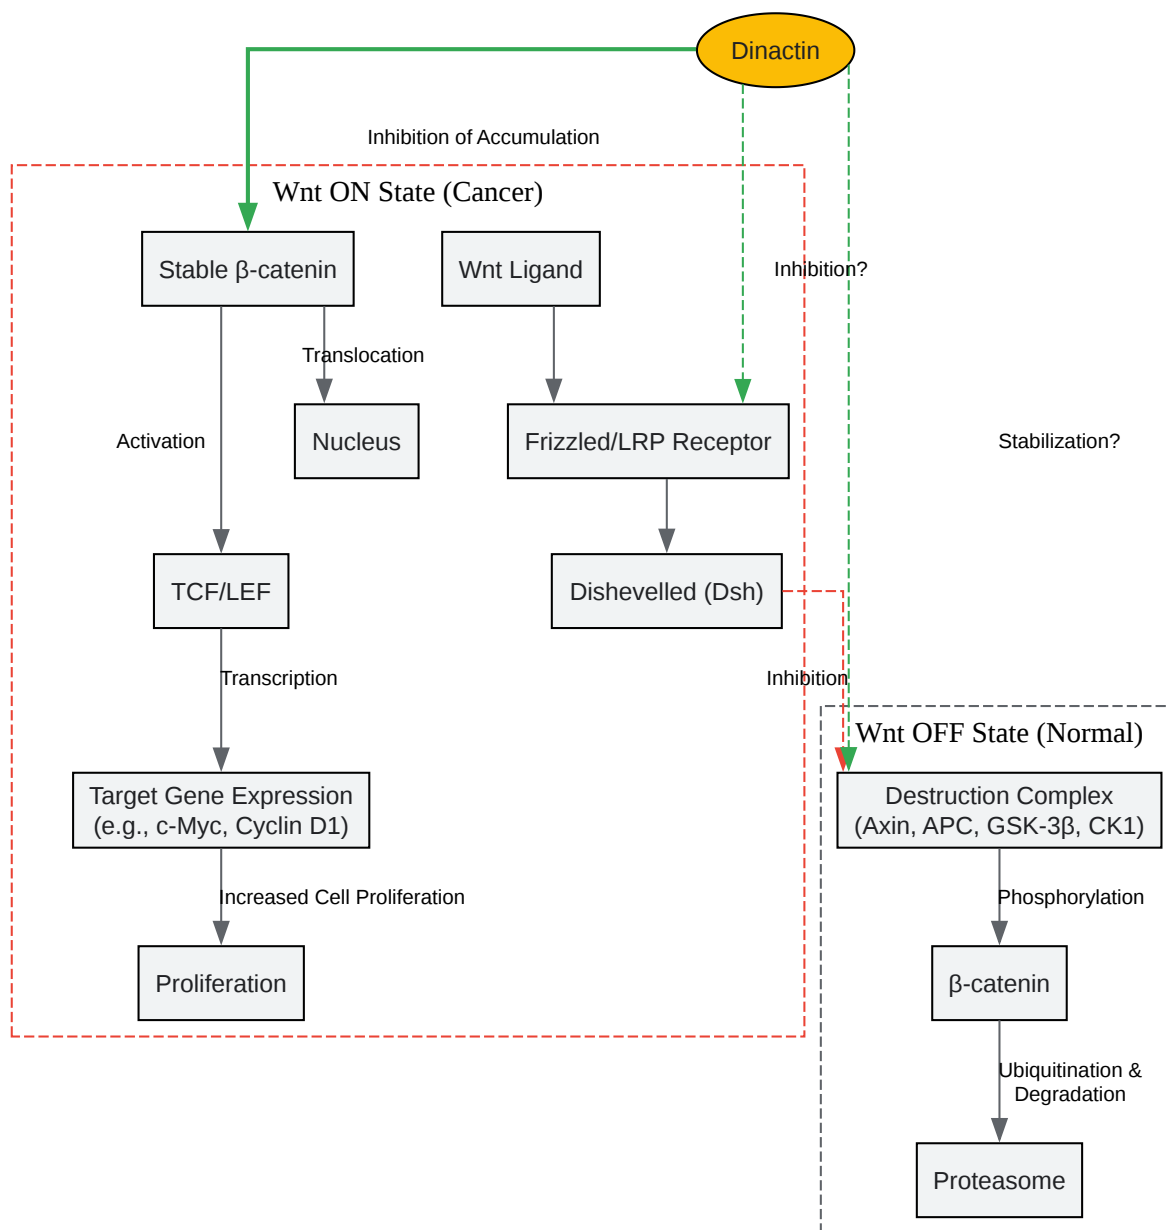 Dinactin
Inhibition of Accumulation
Wnt ON State (Cancer)
Stable β-catenin
Wnt Ligand
Inhibition?
Translocation
Activation
Nucleus
Frizzled/LRP Receptor
Stabilization?
TCF/LEF
Dishevelled (Dsh)
Transcription
Inhibition
Wnt OFF State (Normal)
Target Gene Expression
(e.g., c-Myc, Cyclin D1)
Destruction Complex
(Axin, APC, GSK-3β, CK1)
Increased Cell Proliferation
Phosphorylation
Proliferation
β-catenin
Ubiquitination &
Degradation
Proteasome